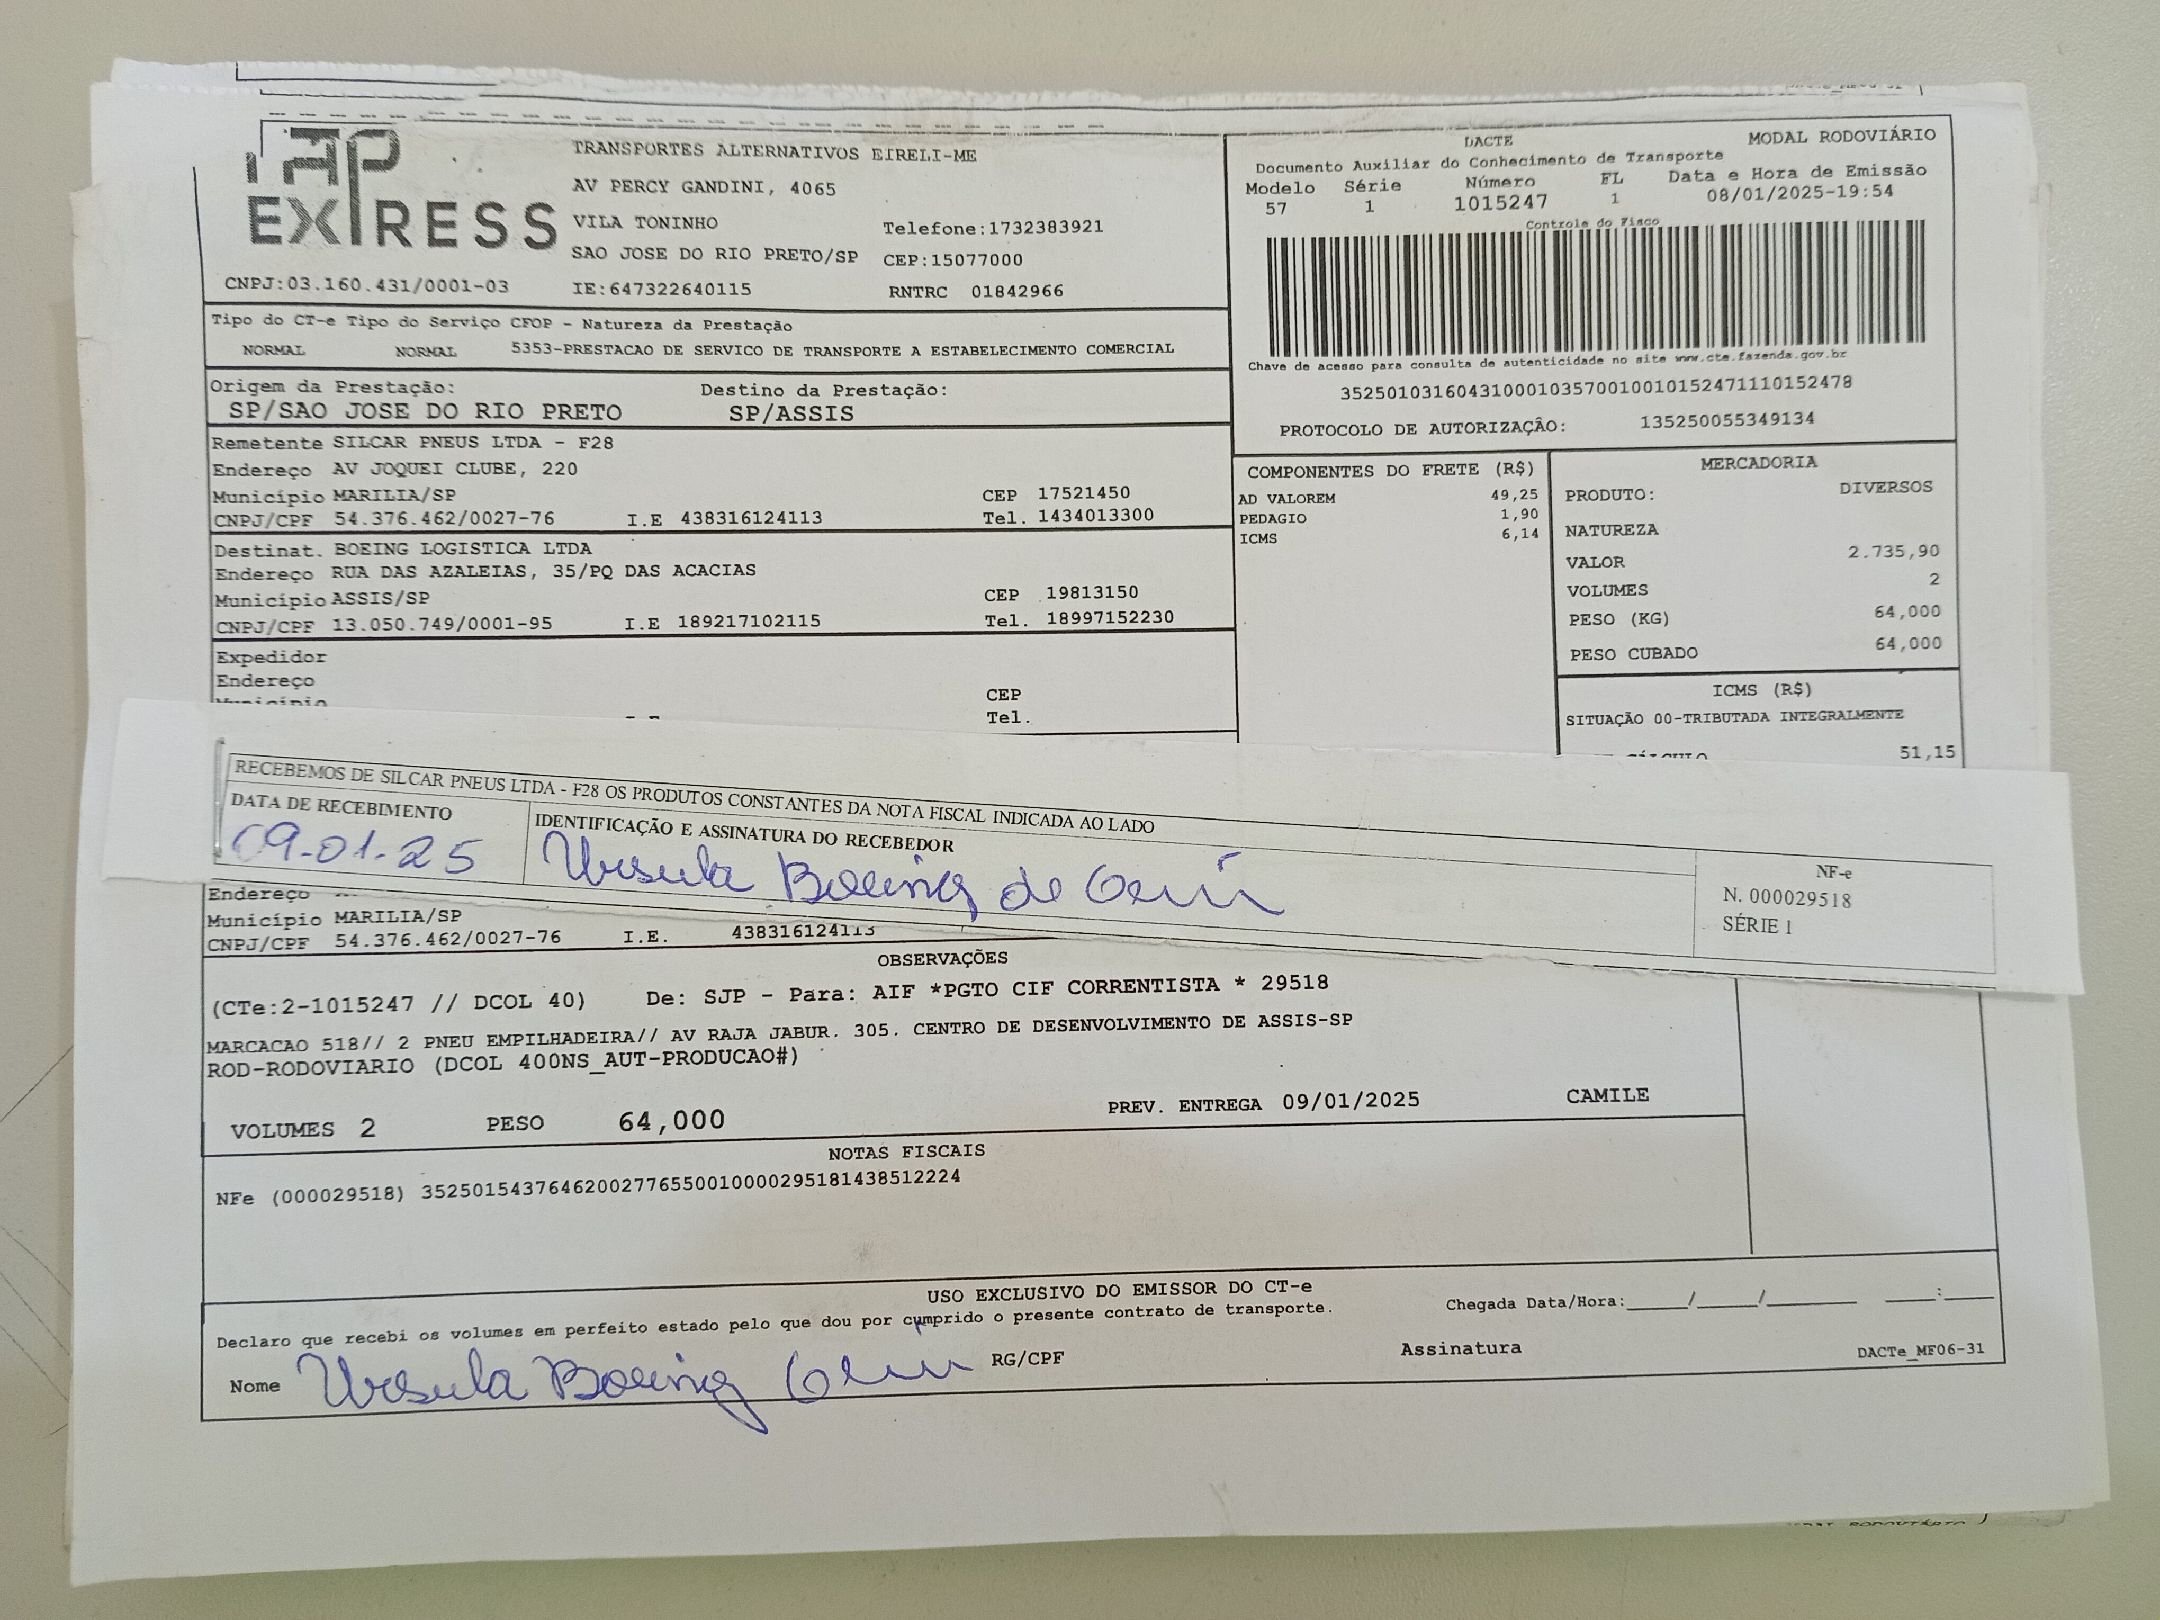 TAP
EXPRESS
TRANSPORTES ALTERNATIVOS EIRELI-ME
AV PERCY GANDINI, 4065
VILA TONINHO Telefone:1732383921
SAO JOSE DO RIO PRETO/SP CEP:15077000
CNPJ:03.160.431/0001-03 IE:647322640115 RNTRC 01842966
DACTE MODAL RODOVIÁRIO
Documento Auxiliar do Conhecimento de Transporte
Modelo Série Número FL Data e Hora de Emissão
57 1 1015247 1 08/01/2025-19:54
Controle do Fisco
Chave de acesso para consulta de autenticidade no site www.cte.fazenda.gov.br
35250103160431000103570010010152471110152478
PROTOCOLO DE AUTORIZAÇÃO: 135250055349134
Tipo do CT-e Tipo do Serviço CFOP - Natureza da Prestação
NORMAL NORMAL 5353-PRESTACAO DE SERVICO DE TRANSPORTE A ESTABELECIMENTO COMERCIAL
Origem da Prestação: Destino da Prestação:
SP/SAO JOSE DO RIO PRETO SP/ASSIS
Remetente SILCAR PNEUS LTDA - F28
Endereço AV JOQUEI CLUBE, 220
Município MARILIA/SP CEP 17521450
CNPJ/CPF 54.376.462/0027-76 I.E 438316124113 Tel. 1434013300
Destinat. BOEING LOGISTICA LTDA
Endereço RUA DAS AZALEIAS, 35/PQ DAS ACACIAS
Município ASSIS/SP CEP 19813150
CNPJ/CPF 13.050.749/0001-95 I.E 189217102115 Tel. 18997152230
Expedidor
Endereço
CEP
Tel.
COMPONENTES DO FRETE (R$)
AD VALOREM 49,25
PEDAGIO 1,90
ICMS 6,14
MERCADORIA
PRODUTO: DIVERSOS
NATUREZA
VALOR 2.735,90
VOLUMES 2
PESO (KG) 64,000
PESO CUBADO 64,000
ICMS (R$)
SITUAÇÃO 00-TRIBUTADA INTEGRALMENTE
51,15
RECEBEMOS DE SILCAR PNEUS LTDA - F28 OS PRODUTOS CONSTANTES DA NOTA FISCAL INDICADA AO LADO
DATA DE RECEBIMENTO IDENTIFICAÇÃO E ASSINATURA DO RECEBEDOR
09-01-25 Ursula Boeing de
NF-e
N. 000029518
SÉRIE 1
Endereço
Município MARILIA/SP
CNPJ/CPF 54.376.462/0027-76 I.E. 438316124113
OBSERVAÇÕES
(CTe:2-1015247 // DCOL 40) De: SJP - Para: AIF *PGTO CIF CORRENTISTA * 29518
MARCACAO 518// 2 PNEU EMPILHADEIRA// AV RAJA JABUR. 305. CENTRO DE DESENVOLVIMENTO DE ASSIS-SP
ROD-RODOVIARIO (DCOL 400NS_AUT-PRODUCAO#)
VOLUMES 2 PESO 64,000 PREV. ENTREGA 09/01/2025 CAMILE
NOTAS FISCAIS
NFe (000029518) 35250154376462002776550010000295181438512224
USO EXCLUSIVO DO EMISSOR DO CT-e
Declaro que recebi os volumes em perfeito estado pelo que dou por cumprido o presente contrato de transporte.
Chegada Data/Hora:____/____/______ ____:____
Nome Ursula Boeing RG/CPF Assinatura DACTe_MF06-31